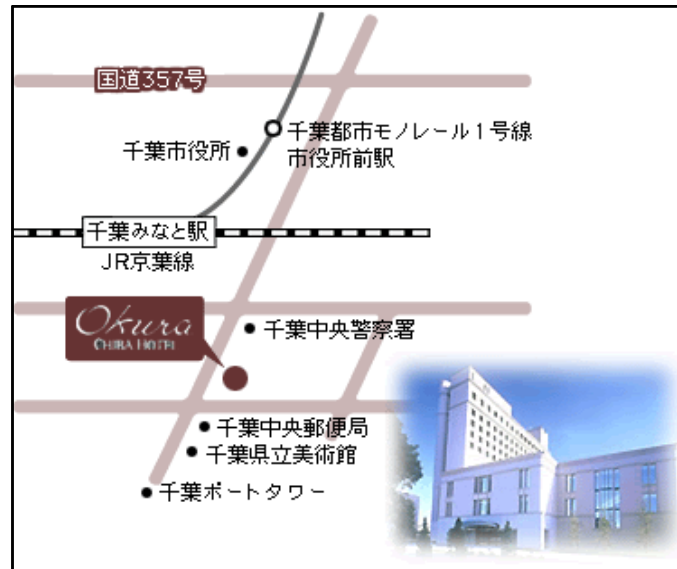 国道357号
千葉都市モノレール1号線
市役所前駅
千葉市役所
千葉みなと駅
JR京葉線
Okura
CHIBA HOTEL
千葉中央警察署
千葉中央郵便局
千葉県立美術館
千葉ポートタワー